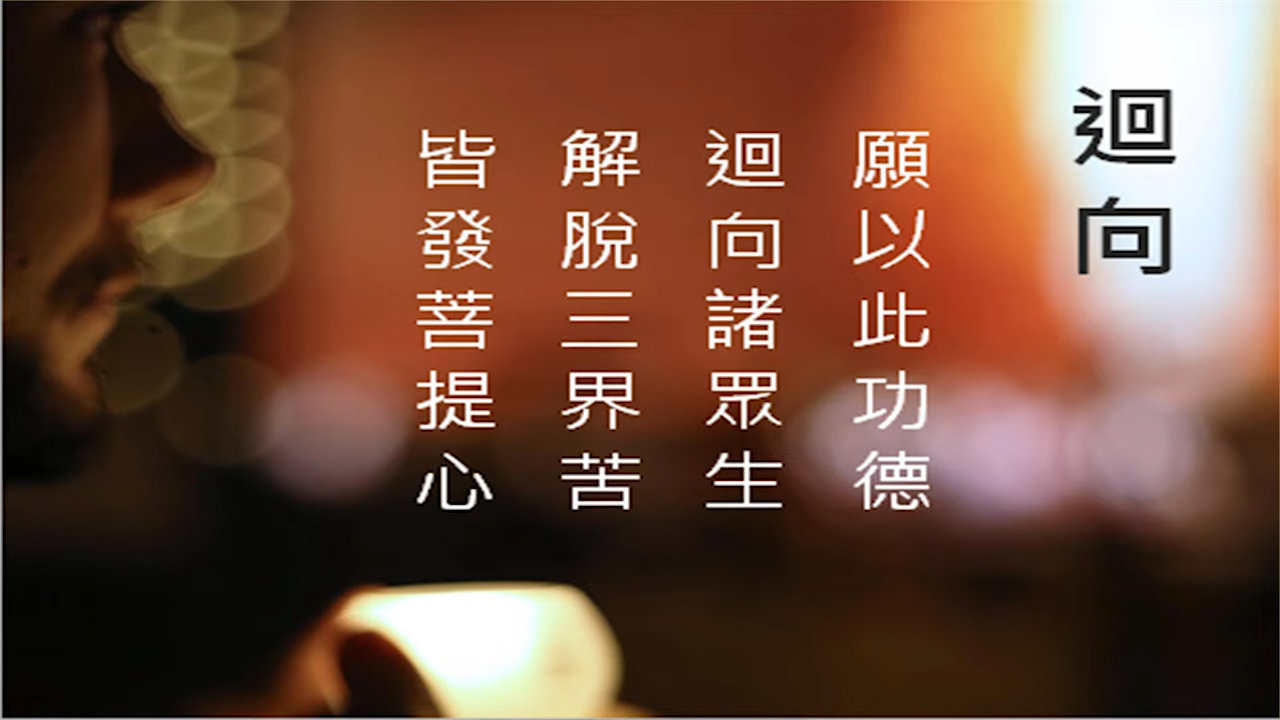 迴向
願以此功德
迴向諸眾生
解脫三界苦
皆發菩提心